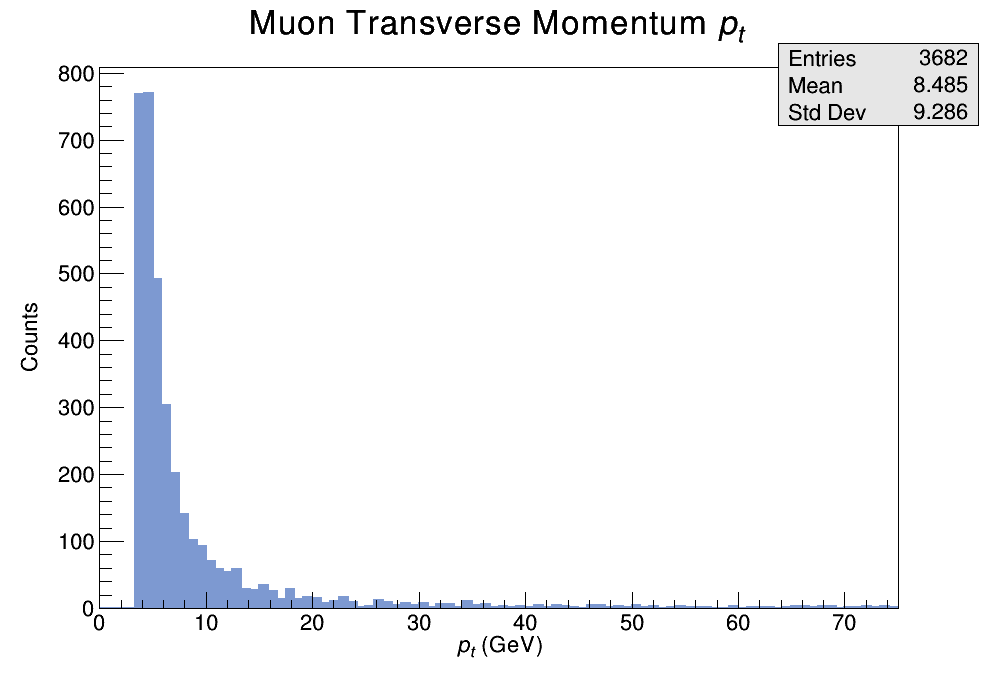 Muon Transverse Momentum pt
Entries 3682
Mean 8.485
Std Dev 9.286
800
700
600
500
400
300
200
100
0
Counts
0 10 20 30 40 50 60 70
pt (GeV)